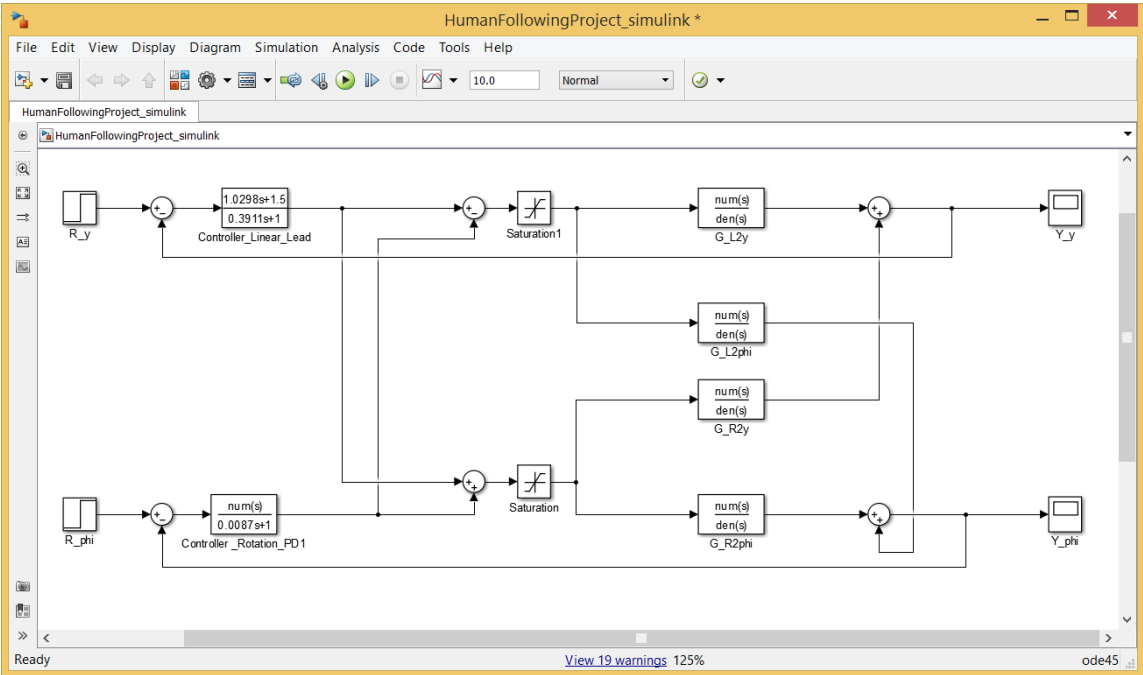 HumanFollowingProject_simulink *
File Edit View Display Diagram Simulation Analysis Code Tools Help
10.0 Normal
HumanFollowingProject_simulink
HumanFollowingProject_simulink
1.0298s+1.5
0.3911s+1
R_y
Controller_Linear_Lead
Saturation1
num(s)
den(s)
G_L2y
Y_y
num(s)
den(s)
G_L2phi
num(s)
den(s)
G_R2y
Saturation
num(s)
0.0087s+1
R_phi
Controller _Rotation_PD1
num(s)
den(s)
G_R2phi
Y_phi
Ready View 19 warnings 125% ode45